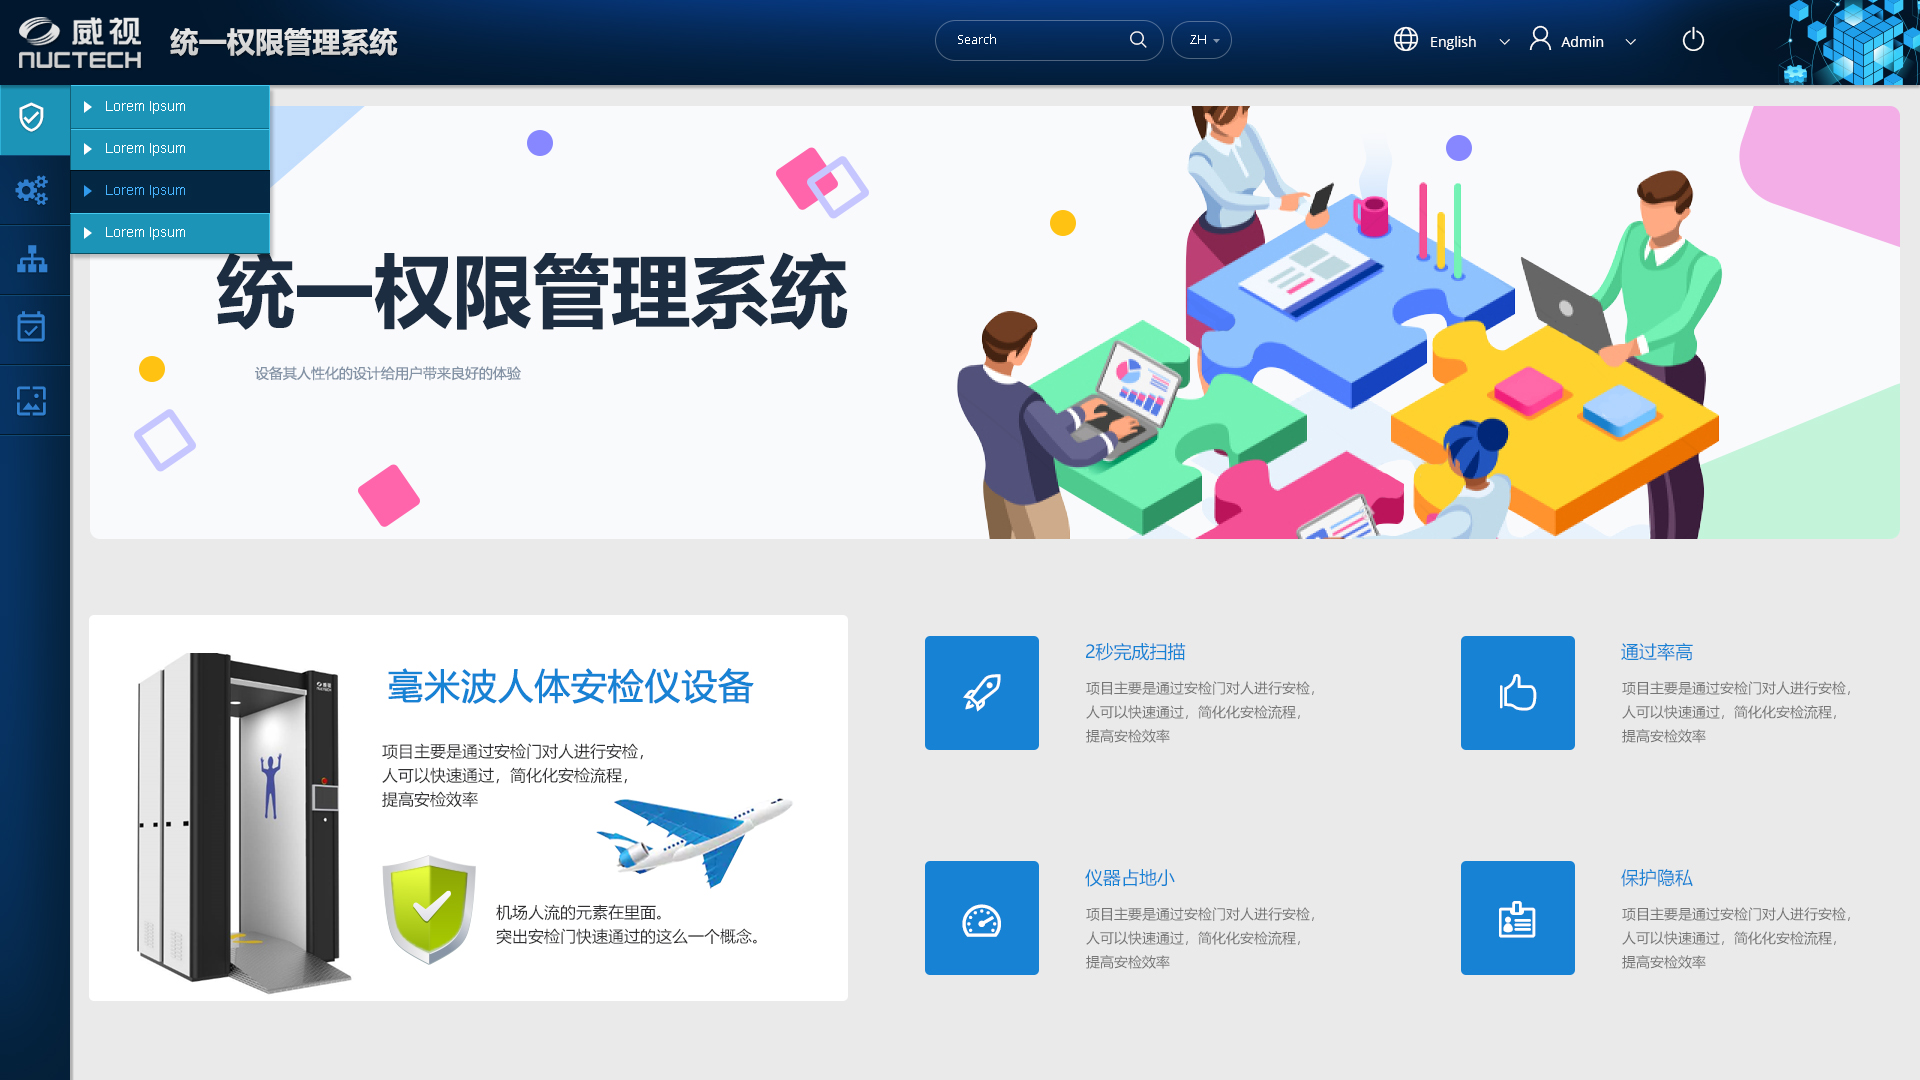 威视
NUCTECH
统一权限管理系统
Search
ZH
English
Admin
Lorem Ipsum
Lorem Ipsum
Lorem Ipsum
Lorem Ipsum
统一权限管理系统
设备其人性化的设计给用户带来良好的体验
毫米波人体安检仪设备
项目主要是通过安检门对人进行安检，
人可以快速通过，简化化安检流程，
提高安检效率
威视
NUCTECH
机场人流的元素在里面。
突出安检门快速通过的这么一个概念。
2秒完成扫描
项目主要是通过安检门对人进行安检，
人可以快速通过，简化化安检流程，
提高安检效率
通过率高
项目主要是通过安检门对人进行安检，
人可以快速通过，简化化安检流程，
提高安检效率
仪器占地小
项目主要是通过安检门对人进行安检，
人可以快速通过，简化化安检流程，
提高安检效率
保护隐私
项目主要是通过安检门对人进行安检，
人可以快速通过，简化化安检流程，
提高安检效率